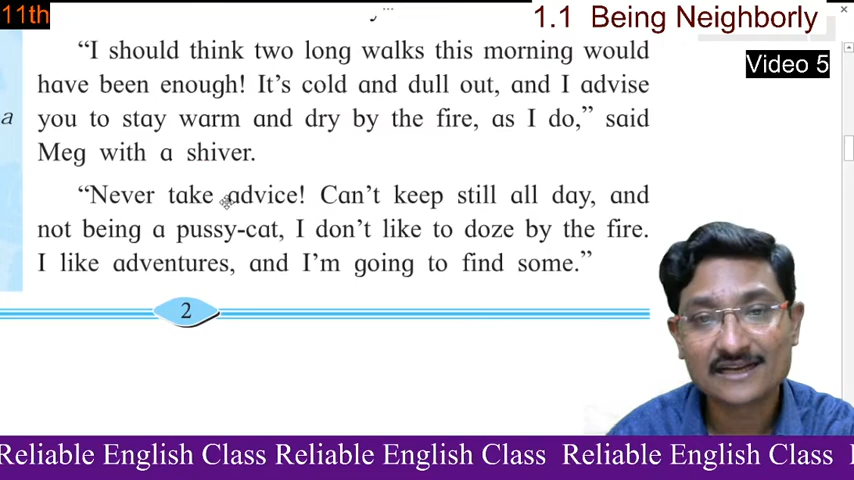 11th
1.1 Being Neighborly
Video 5
“I should think two long walks this morning would
have been enough! It’s cold and dull out, and I advise
a
you to stay warm and dry by the fire, as I do,” said
Meg with a shiver.
“Never take advice! Can’t keep still all day, and
not being a pussy-cat, I don’t like to doze by the fire.
I like adventures, and I’m going to find some.”
2
Reliable English Class Reliable English Class Reliable English Class